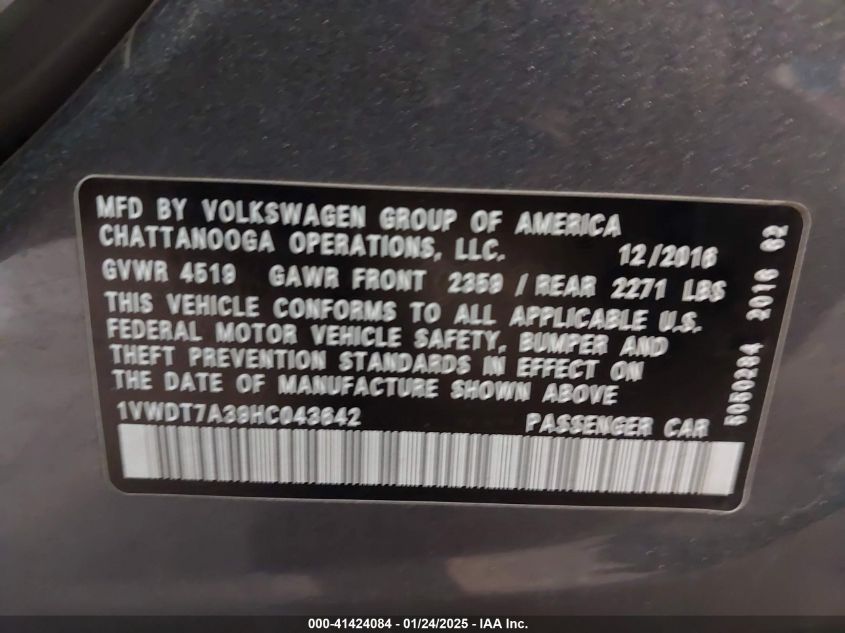 MFD BY VOLKSWAGEN GROUP OF AMERICA
CHATTANOOGA OPERATIONS, LLC. 12/2016
GVWR 4519 GAWR FRONT 2359 / REAR 2271 LBS
THIS VEHICLE CONFORMS TO ALL APPLICABLE U.S.
FEDERAL MOTOR VEHICLE SAFETY, BUMPER AND
THEFT PREVENTION STANDARDS IN EFFECT ON
THE DATE OF MANUFACTURE SHOWN ABOVE
1VWDT7A39HC043642 PASSENGER CAR
5050284 2016 62
000-41424084 - 01/24/2025 - IAA Inc.